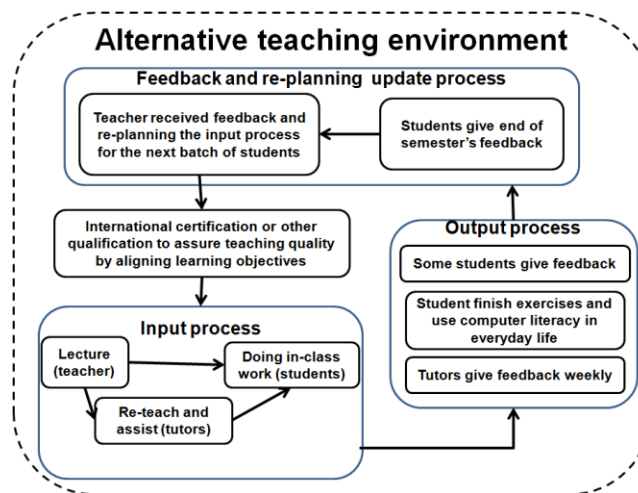 Alternative teaching environment
Feedback and re-planning update process
Teacher received feedback and
re-planning the input process
for the next batch of students
Students give end of
semester's feedback
International certification or other
qualification to assure teaching quality
by aligning learning objectives
Input process
Lecture
(teacher)
Doing in-class
work (students)
Re-teach and
assist (tutors)
Output process
Some students give feedback
Student finish exercises and
use computer literacy in
everyday life
Tutors give feedback weekly